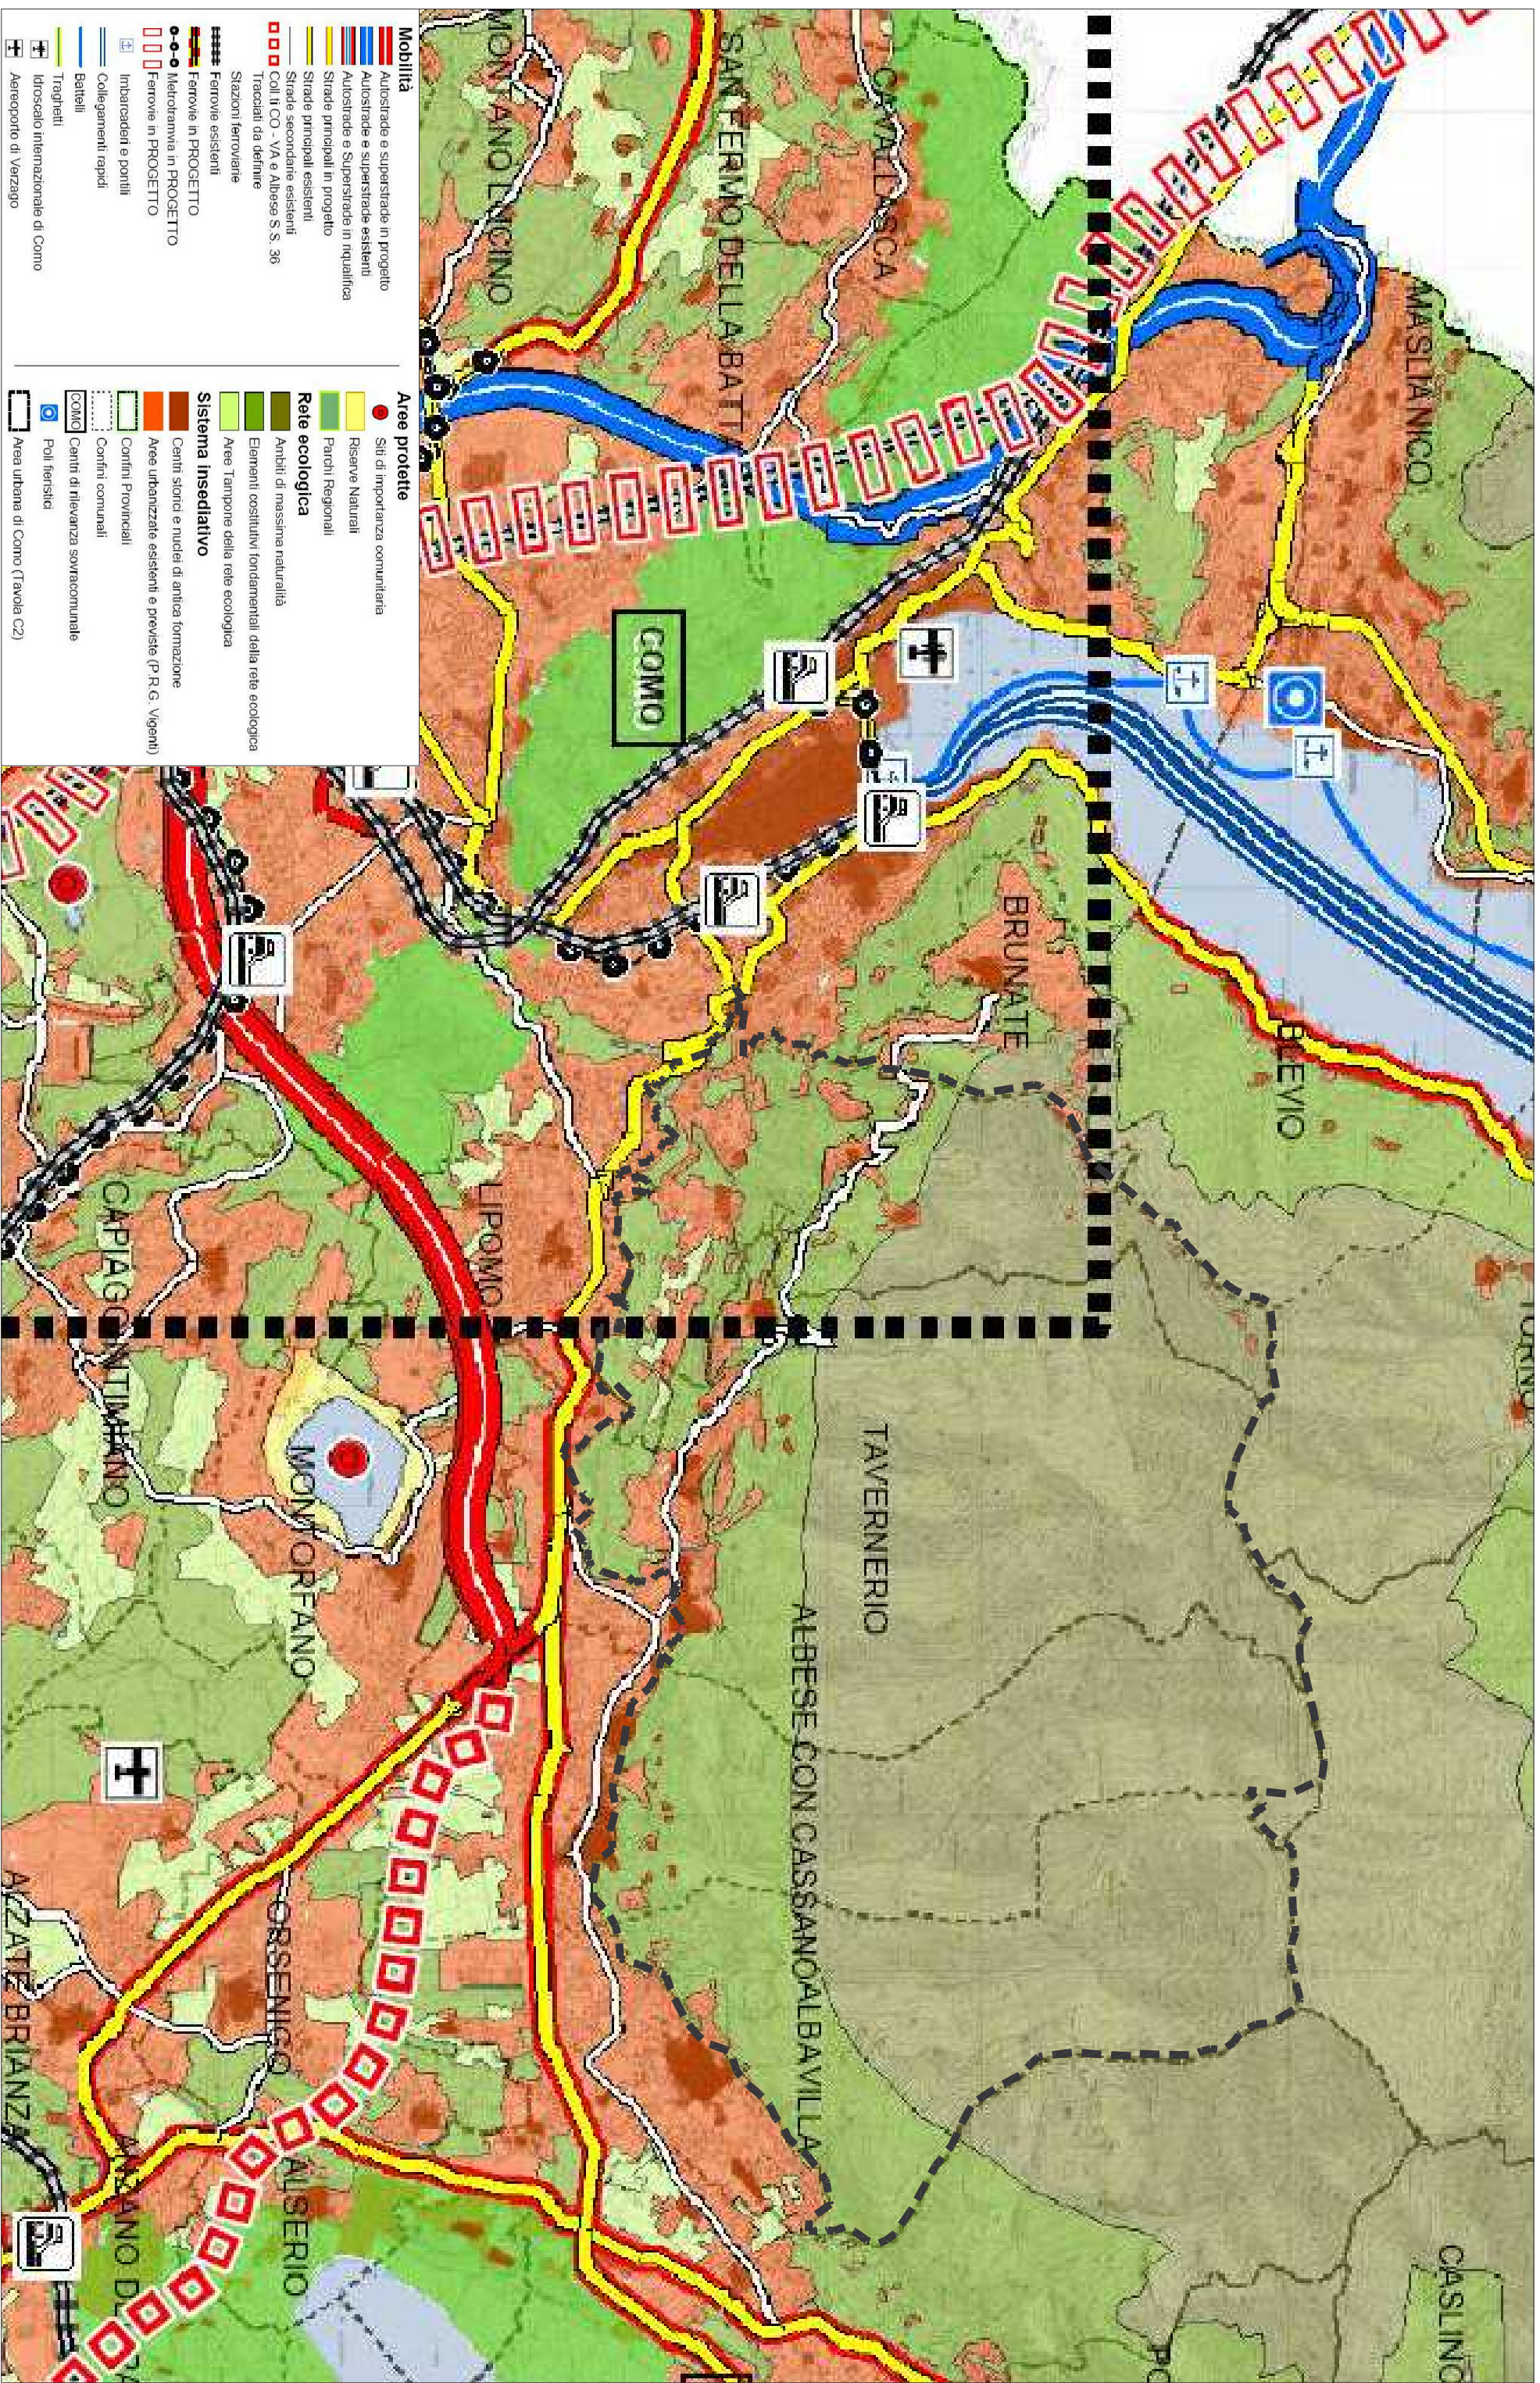 Mobilità
Autostrade e superstrade in progetto
Autostrade e superstrade esistenti
Autostrade e Superstrade in riqualifica
Strade principali in progetto
Strade principali esistenti
Strade secondarie esistenti
Coll.ti CO - VA e Albese S.S. 36
Tracciati da definire
Stazioni ferroviarie
Ferrovie esistenti
Ferrovie in PROGETTO
Metrotramvia in PROGETTO
Ferrovie in PROGETTO
Imbarcaderi e pontili
Collegamenti rapidi
Battelli
Traghetti
Idroscalo internazionale di Como
Aereoporto di Verzago
Aree protette
Siti di importanza comunitaria
Riserve Naturali
Parchi Regionali
Rete ecologica
Ambiti di massima naturalità
Elementi costitutivi fondamentali della rete ecologica
Aree Tampone della rete ecologica
Sistema insediativo
Centri storici e nuclei di antica formazione
Aree urbanizzate esistenti e previste (P.R.G. Vigenti)
Confini Provinciali
Confini comunali
COMO Centri di rilevanza sovracomunale
Poli fieristici
Area urbana di Como (Tavola C2)
MASLIANICO
CAVALLASCA
SAN FERMO DELLA BATT
MONTANO LUCINO
COMO
BRUNATE
BLEVIO
TORNO
LIPOMO
CAPIAGO INTIMIANO
MONTORFANO
TAVERNERIO
ALBESE CON CASSANO
ALBAVILLA
ORSENIGO
ALZATE BRIANZA
ANZANO D
ALSERIO
CASLINO
PO